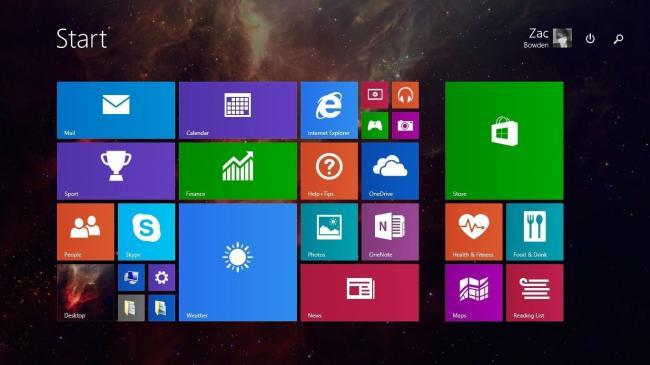 Start
Zac
Bowden
Mail
Calendar
Internet Explorer
Sport
Finance
Help+Tips
OneDrive
Store
People
Skype
Weather
Photos
OneNote
Health & Fitness
Food & Drink
Desktop
News
Maps
Reading List